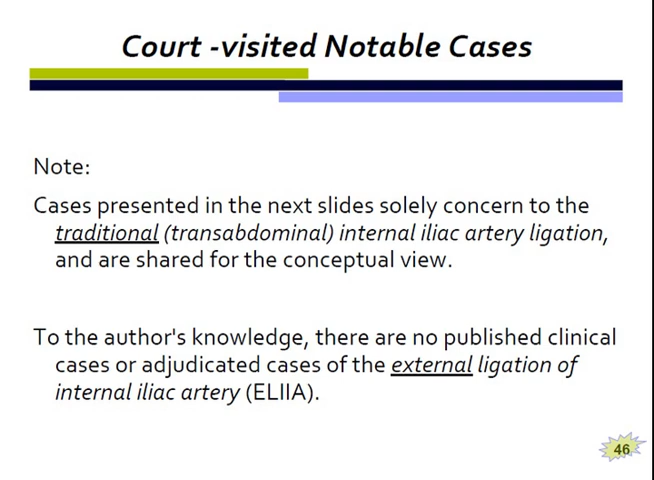 Court -visited Notable Cases
Note:
Cases presented in the next slides solely concern to the
traditional (transabdominal) internal iliac artery ligation,
and are shared for the conceptual view.
To the author's knowledge, there are no published clinical
cases or adjudicated cases of the external ligation of
internal iliac artery (ELIIA).
46